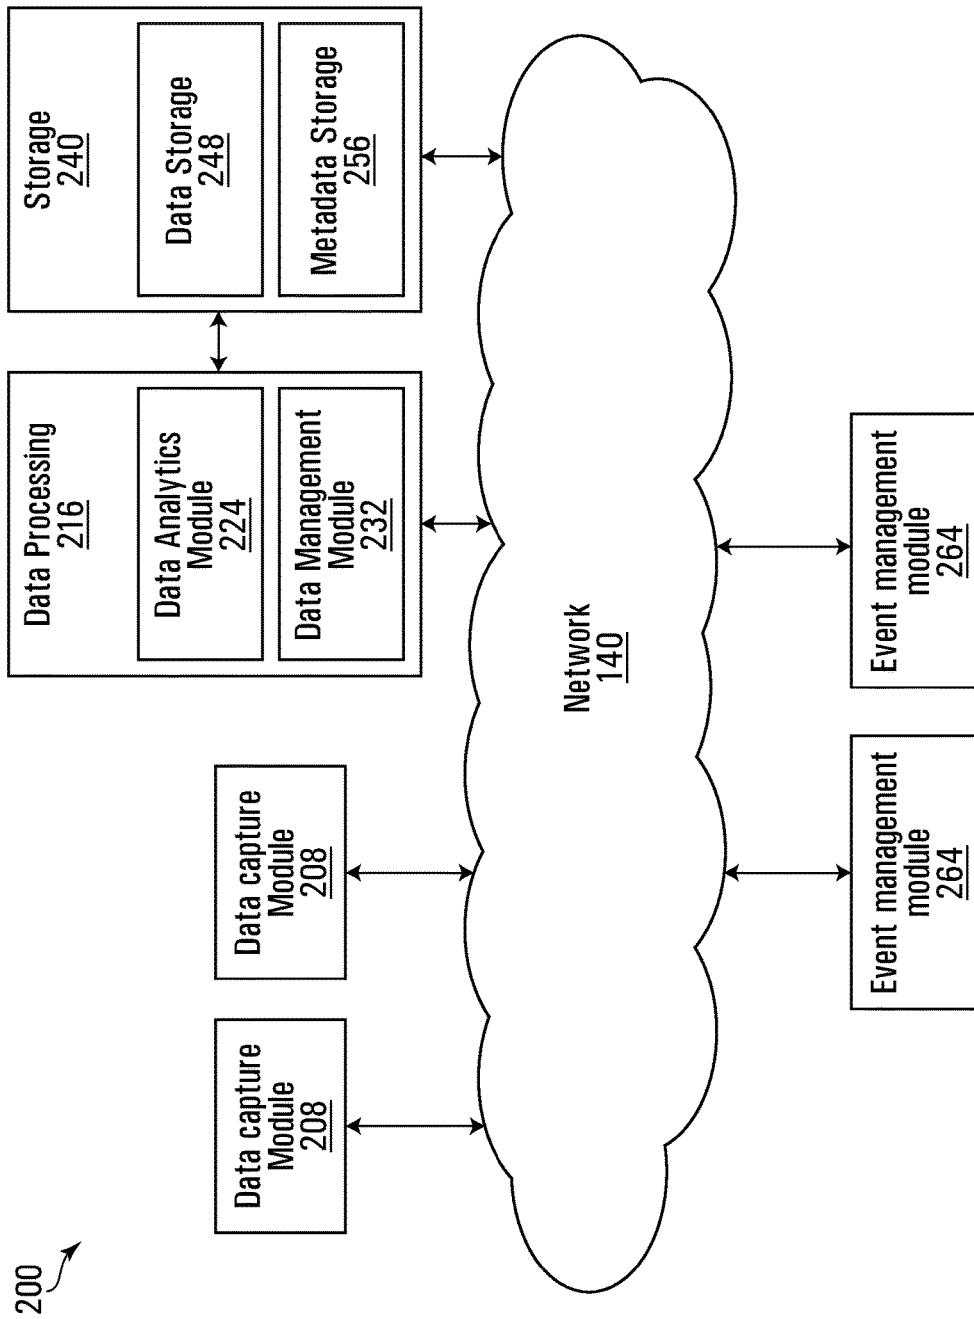 200
Data capture
Module
208
Data capture
Module
208
Data Processing
216
Data Analytics
Module
224
Data Management
Module
232
Storage
240
Data Storage
248
Metadata Storage
256
Network
140
Event management
module
264
Event management
module
264